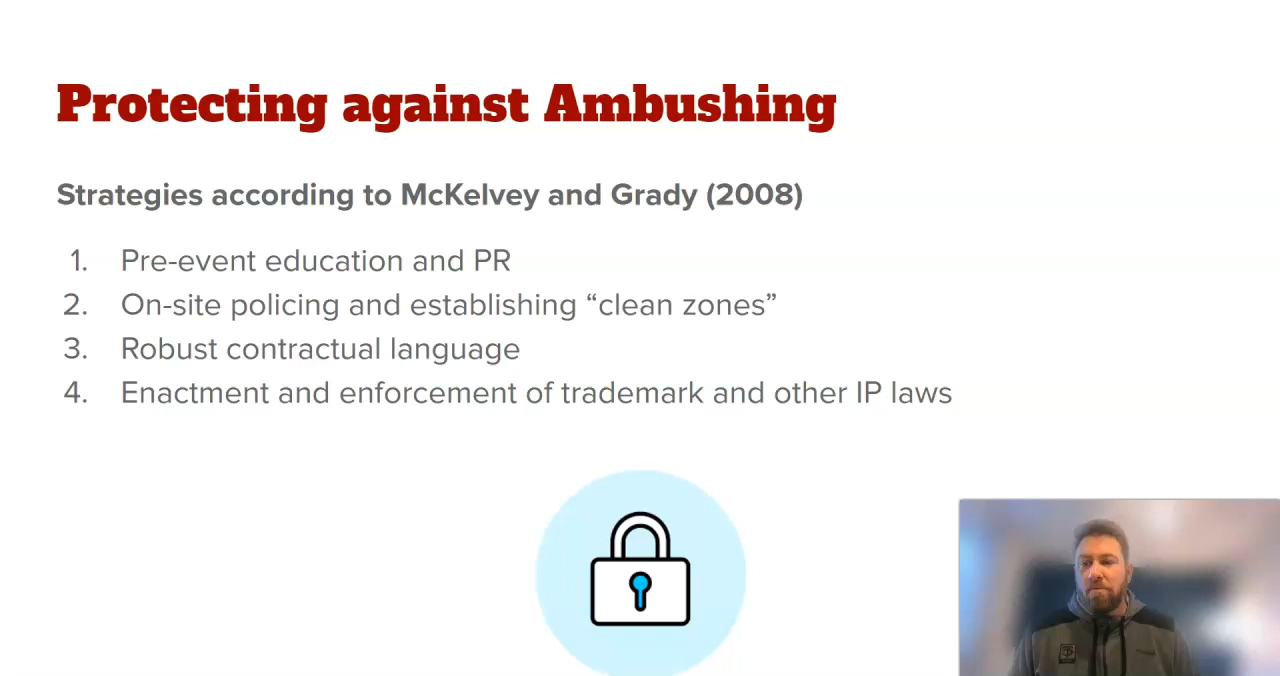 Protecting against Ambushing
Strategies according to McKelvey and Grady (2008)
1. Pre-event education and PR
2. On-site policing and establishing “clean zones”
3. Robust contractual language
4. Enactment and enforcement of trademark and other IP laws